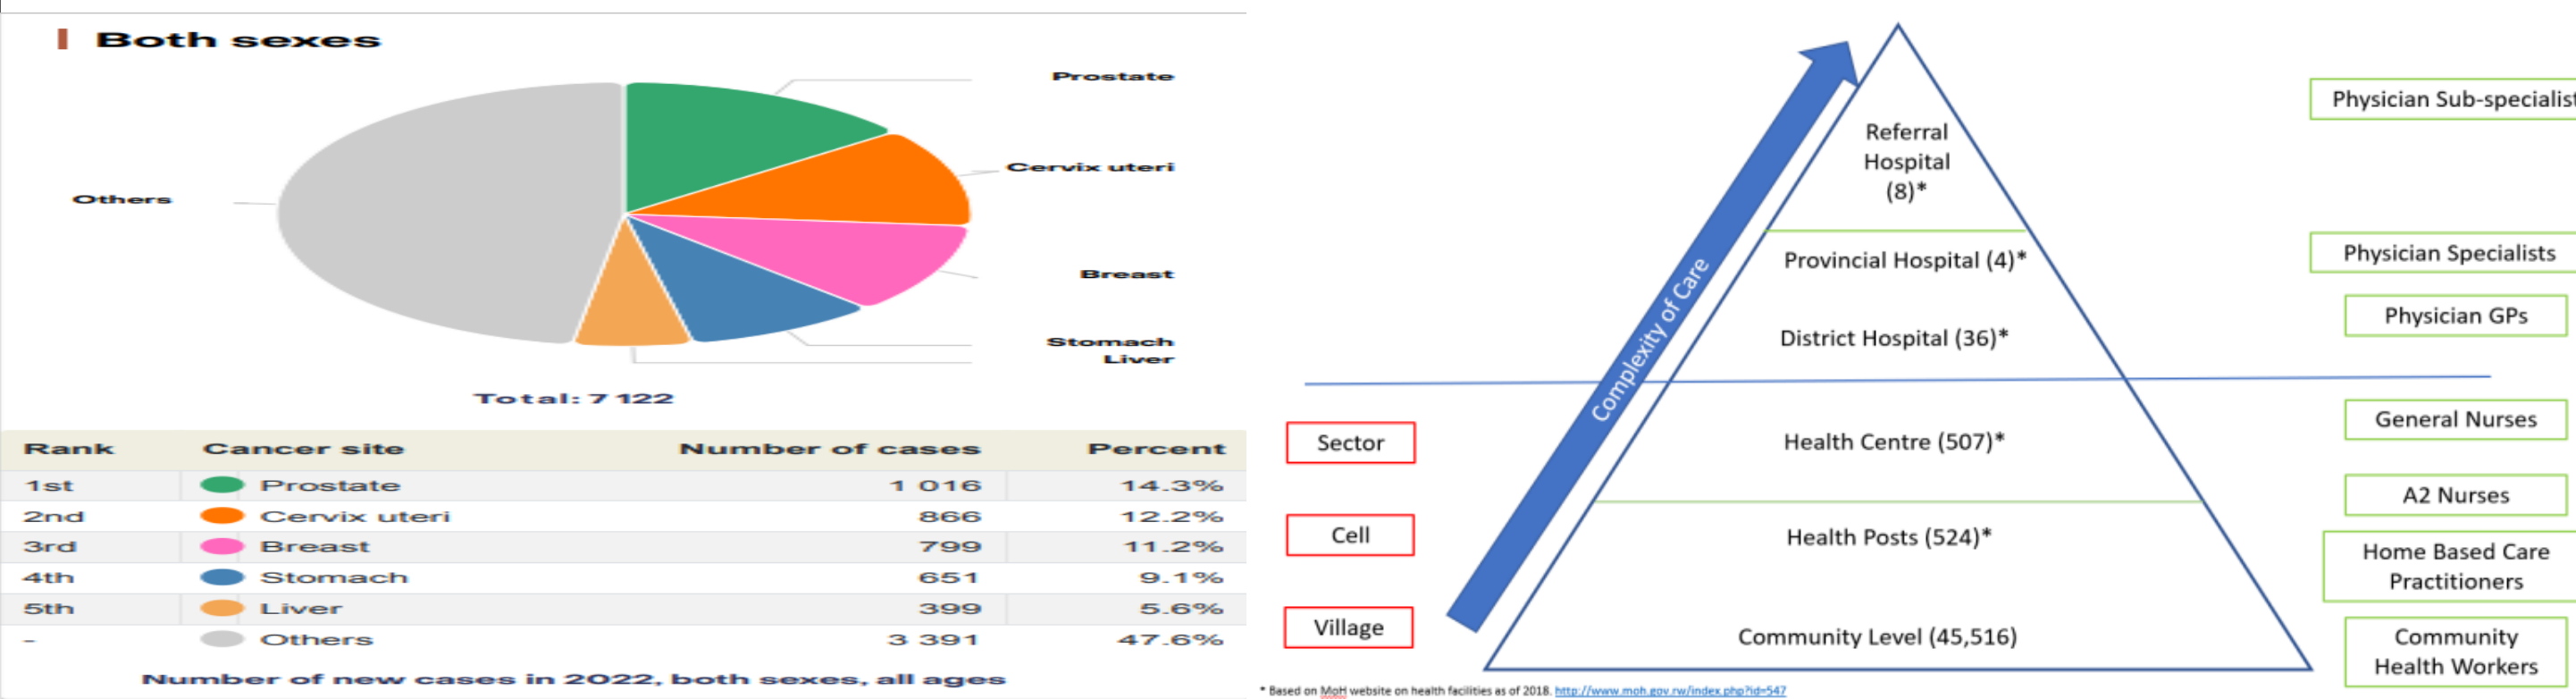 Both sexes
Prostate
Cervix uteri
Others
Breast
Stomach
Liver
Total: 7 122
Rank Cancer site Number of cases Percent
1st Prostate 1 016 14.3%
2nd Cervix uteri 866 12.2%
3rd Breast 799 11.2%
4th Stomach 651 9.1%
5th Liver 399 5.6%
- Others 3 391 47.6%
Number of new cases in 2022, both sexes, all ages
Complexity of Care
Referral
Hospital
(8)*
Provincial Hospital (4)*
District Hospital (36)*
Health Centre (507)*
Health Posts (524)*
Community Level (45,516)
Sector
Cell
Village
Physician Sub-specialist
Physician Specialists
Physician GPs
General Nurses
A2 Nurses
Home Based Care
Practitioners
Community
Health Workers
* Based on MoH website on health facilities as of 2018. http://www.moh.gov.rw/index.php?id=547